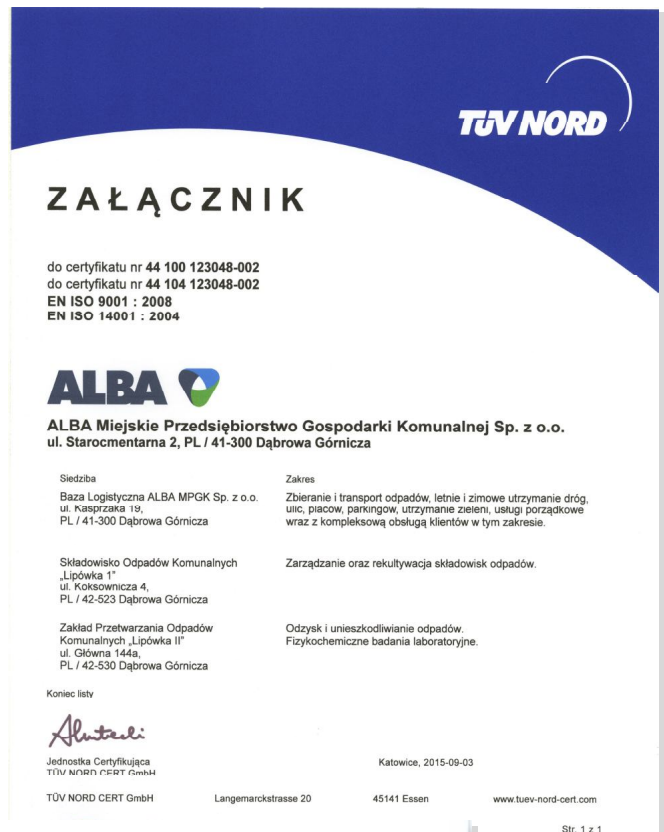 TÜV NORD
ZAŁĄCZNIK
do certyfikatu nr 44 100 123048-002
do certyfikatu nr 44 104 123048-002
EN ISO 9001 : 2008
EN ISO 14001 : 2004
ALBA
ALBA Miejskie Przedsiębiorstwo Gospodarki Komunalnej Sp. z o.o.
ul. Starocmentarna 2, PL / 41-300 Dąbrowa Górnicza
Siedziba
Zakres
Baza Logistyczna ALBA MPGK Sp. z o.o.
ul. Kasprzaka 19,
PL / 41-300 Dąbrowa Górnicza
Zbieranie i transport odpadów, letnie i zimowe utrzymanie dróg,
ulic, placów, parkingów, utrzymanie zieleni, usługi porządkowe
wraz z kompleksową obsługą klientów w tym zakresie.
Składowisko Odpadów Komunalnych
„Lipówka 1”
ul. Koksownicza 4,
PL / 42-523 Dąbrowa Górnicza
Zarządzanie oraz rekultywacja składowisk odpadów.
Zakład Przetwarzania Odpadów
Komunalnych „Lipówka II”
ul. Główna 144a,
PL / 42-530 Dąbrowa Górnicza
Odzysk i unieszkodliwianie odpadów.
Fizykochemiczne badania laboratoryjne.
Koniec listy
Jednostka Certyfikująca
TÜV NORD CERT GmbH
Katowice, 2015-09-03
TÜV NORD CERT GmbH Langemarckstrasse 20 45141 Essen www.tuev-nord-cert.com
Str. 1 z 1